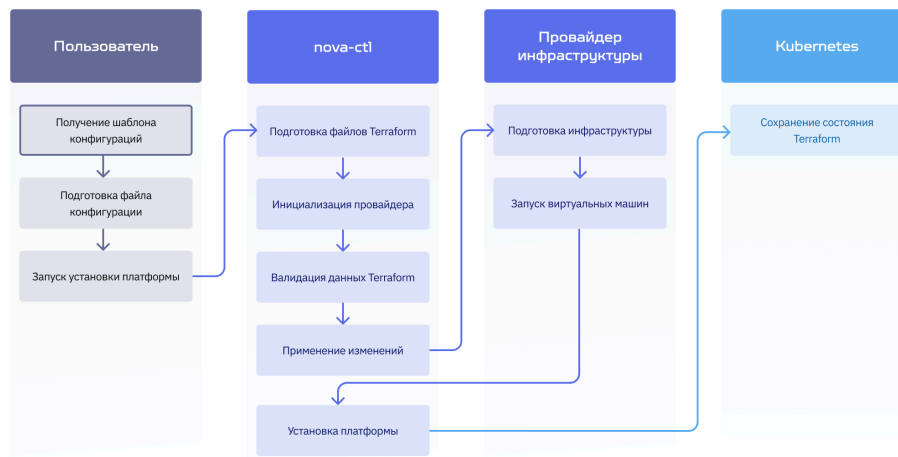 Пользователь
nova-ctl
Провайдер
инфраструктуры
Kubernetes
Получение шаблона
конфигураций
Подготовка файла
конфигурации
Запуск установки платформы
Подготовка файлов Terraform
Инициализация провайдера
Валидация данных Terraform
Применение изменений
Установка платформы
Подготовка инфраструктуры
Запуск виртуальных машин
Сохранение состояния
Terraform